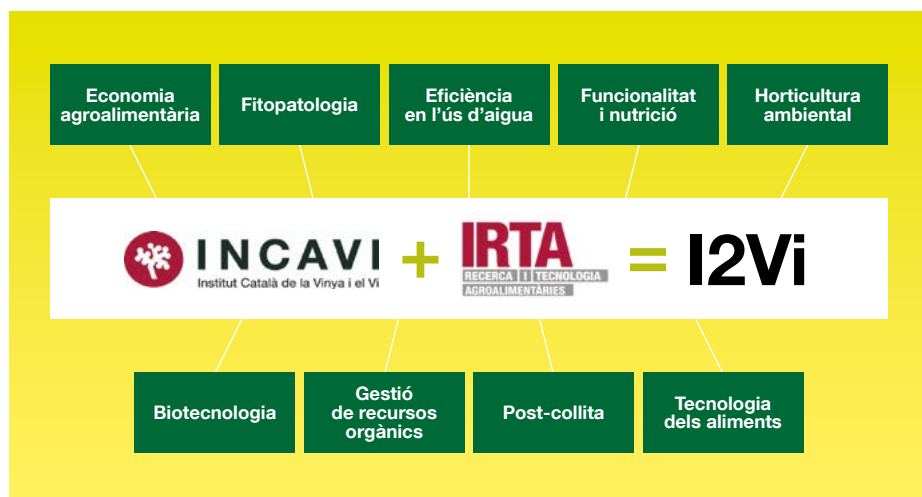 Economia
agroalimentària
Fitopatologia
Eficiència
en l’ús d’aigua
Funcionalitat
i nutrició
Horticultura
ambiental
INCAVI
Institut Català de la Vinya i el Vi
+
IRTA
RECERCA I TECNOLOGIA
AGROALIMENTÀRIES
=
I2Vi
Biotecnologia
Gestió
de recursos
orgànics
Post-collita
Tecnologia
dels aliments